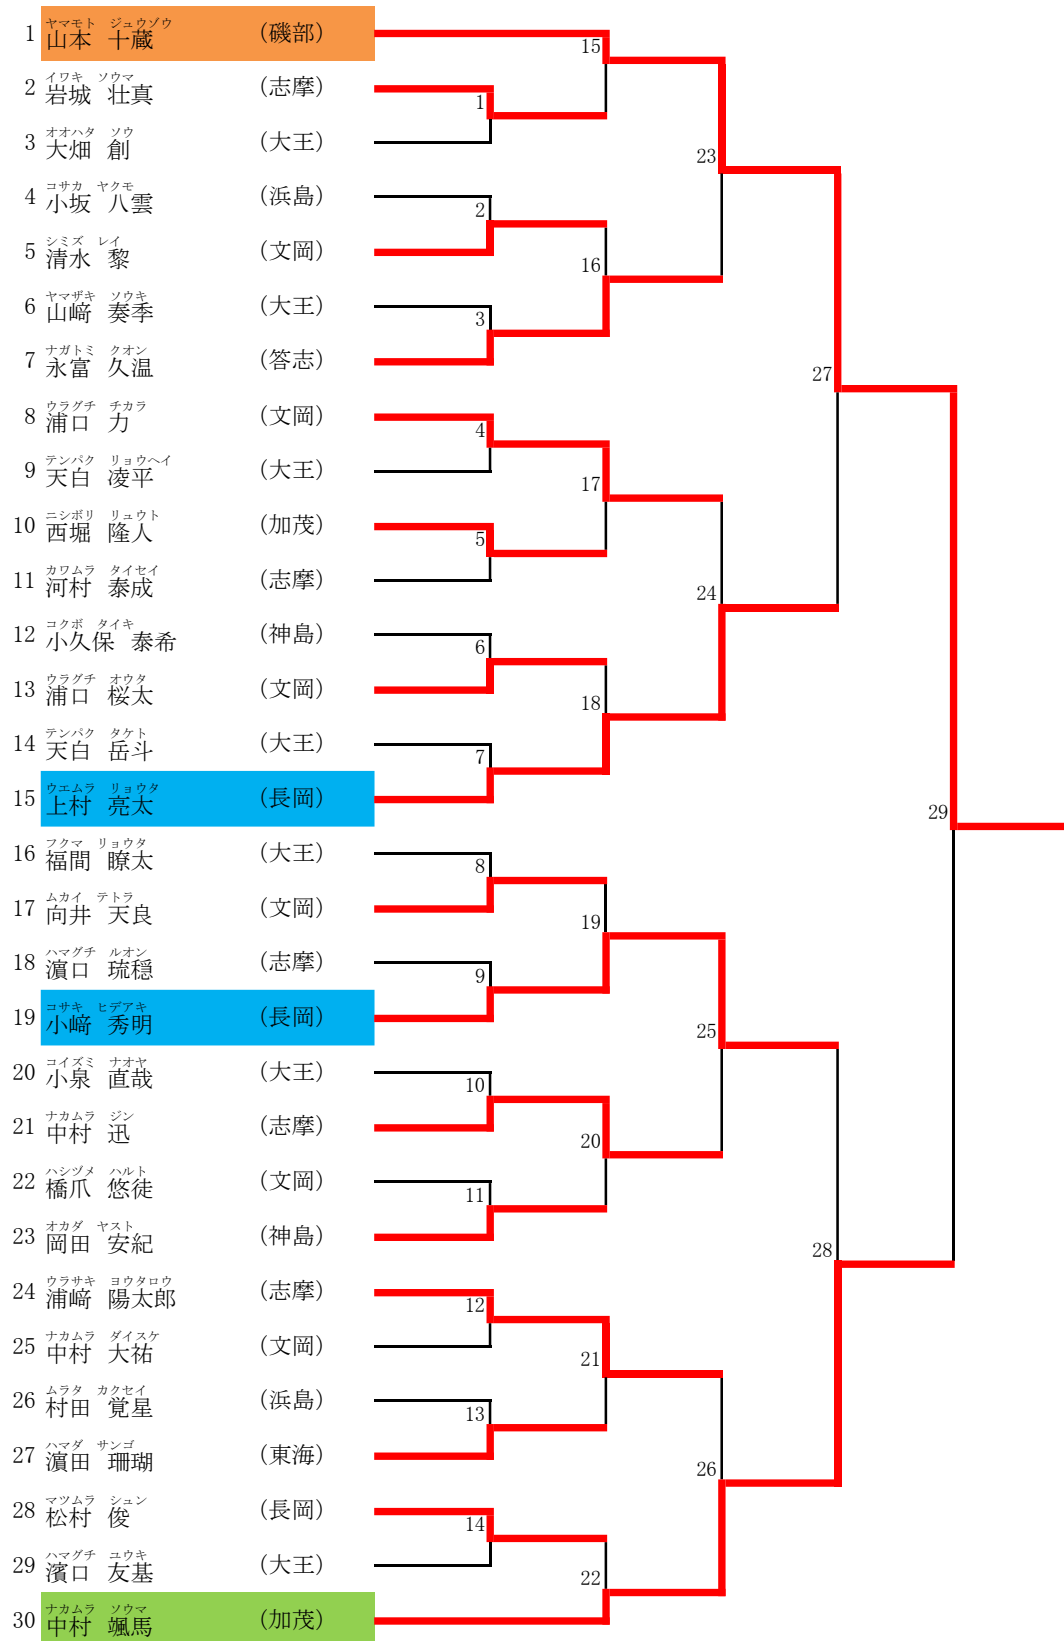 ヤマモト ジュウゾウ
1 山本 十蔵 (磯部)
15
イワキ ソウマ
2 岩城 壮真 (志摩)
1
オオハタ ソウ
3 大畑 創 (大王)
23
コサカ ヤクモ
4 小坂 八雲 (浜島)
2
シミズ レイ
5 清水 黎 (文岡)
16
ヤマザキ ソウキ
6 山﨑 奏季 (大王)
3
ナガトミ クオン
7 永富 久温 (答志)
27
ウラグチ チカラ
8 浦口 力 (文岡)
4
テンパク リョウヘイ
9 天白 凌平 (大王)
17
ニシボリ リュウト
10 西堀 隆人 (加茂)
5
カワムラ タイセイ
11 河村 泰成 (志摩)
24
コクボ タイキ
12 小久保 泰希 (神島)
6
ウラグチ オウタ
13 浦口 桜太 (文岡)
18
テンパク タケト
14 天白 岳斗 (大王)
7
ウエムラ リョウタ
15 上村 亮太 (長岡)
29
フクマ リョウタ
16 福間 瞭太 (大王)
8
ムカイ テトラ
17 向井 天良 (文岡)
19
ハマグチ ルオン
18 濵口 琉穏 (志摩)
9
コサキ ヒデアキ
19 小﨑 秀明 (長岡)
25
コイズミ ナオヤ
20 小泉 直哉 (大王)
10
ナカムラ ジン
21 中村 迅 (志摩)
20
ハシヅメ ハルト
22 橋爪 悠徒 (文岡)
11
オカダ ヤスト
23 岡田 安紀 (神島)
28
ウラサキ ヨウタロウ
24 浦﨑 陽太郎 (志摩)
12
ナカムラ ダイスケ
25 中村 大祐 (文岡)
21
ムラタ カクセイ
26 村田 覚星 (浜島)
13
ハマダ サンゴ
27 濵田 珊瑚 (東海)
26
マツムラ シュン
28 松村 俊 (長岡)
14
ハマグチ ユウキ
29 濱口 友基 (大王)
22
ナカムラ ソウマ
30 中村 颯馬 (加茂)